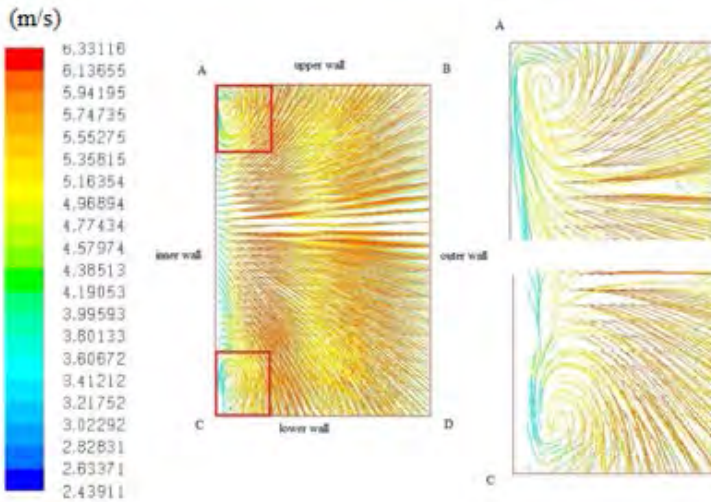 (m/s)
6.33116
6.13655
5.94195
5.74734
5.55275
5.35815
5.16354
4.96894
4.77434
4.57974
4.38513
4.19053
3.99593
3.80133
3.60672
3.41212
3.21752
3.02292
2.82831
2.63371
2.43911
A
upper wall
B
inner wall
outer wall
C
lower wall
D
A
C